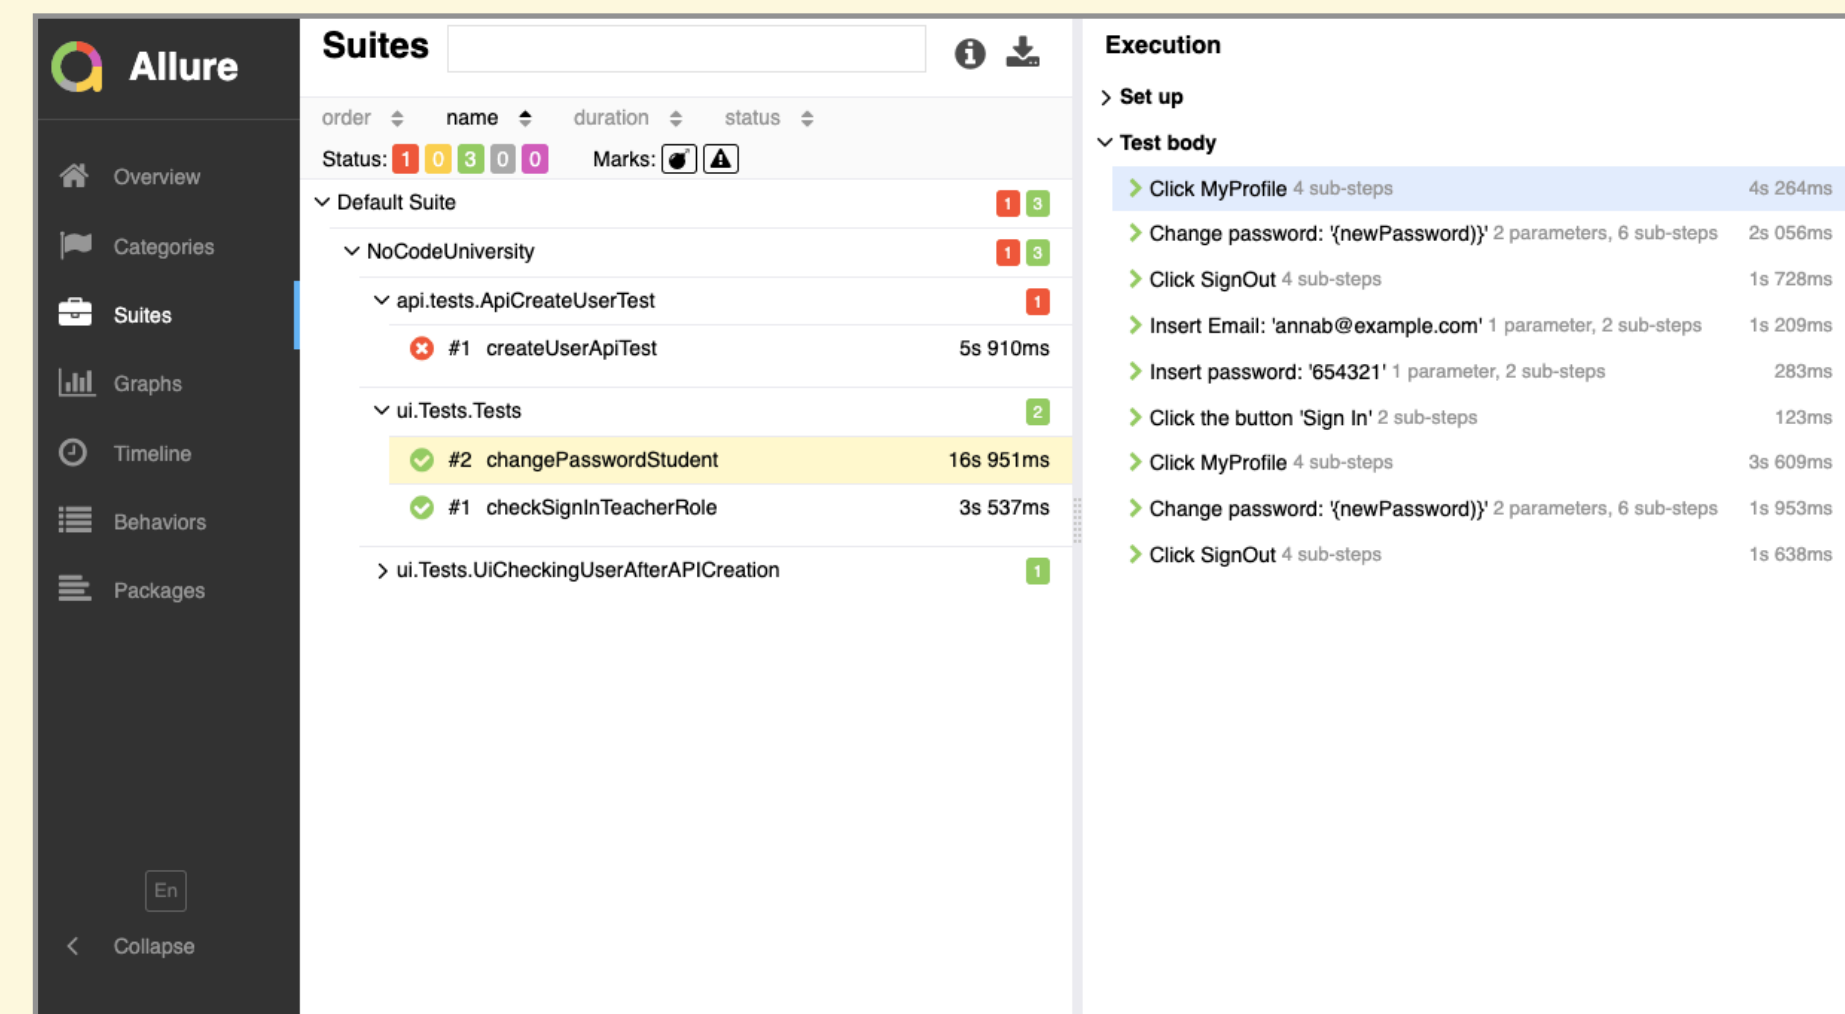 Allure
Overview
Categories
Suites
Graphs
Timeline
Behaviors
Packages
En
Collapse
Suites
order name duration status
Status: 1 0 3 0 0 Marks:
Default Suite 1 3
NoCodeUniversity 1 3
api.tests.ApiCreateUserTest 1
#1 createUserApiTest 5s 910ms
ui.Tests.Tests 2
#2 changePasswordStudent 16s 951ms
#1 checkSignInTeacherRole 3s 537ms
ui.Tests.UiCheckingUserAfterAPICreation 1
Execution
Set up
Test body
Click MyProfile 4 sub-steps 4s 264ms
Change password: '{newPassword)}' 2 parameters, 6 sub-steps 2s 056ms
Click SignOut 4 sub-steps 1s 728ms
Insert Email: 'annab@example.com' 1 parameter, 2 sub-steps 1s 209ms
Insert password: '654321' 1 parameter, 2 sub-steps 283ms
Click the button 'Sign In' 2 sub-steps 123ms
Click MyProfile 4 sub-steps 3s 609ms
Change password: '{newPassword)}' 2 parameters, 6 sub-steps 1s 953ms
Click SignOut 4 sub-steps 1s 638ms